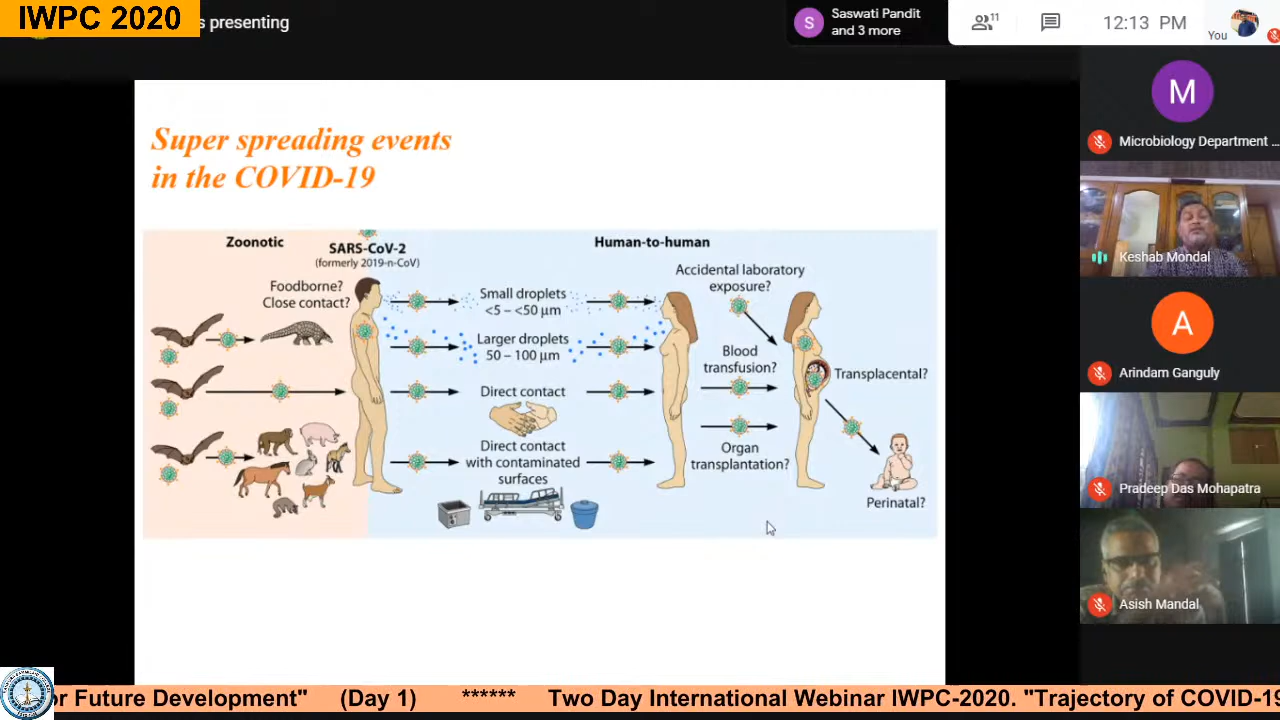 IWPC 2020
s presenting
S
Saswati Pandit
and 3 more
11
12:13 PM
You
Super spreading events
in the COVID-19
Zoonotic
SARS-CoV-2
(formerly 2019-n-CoV)
Human-to-human
Foodborne?
Close contact?
Small droplets
<5 – <50 µm
Larger droplets
50 – 100 µm
Direct contact
Direct contact
with contaminated
surfaces
Accidental laboratory
exposure?
Blood
transfusion?
Organ
transplantation?
Transplacental?
Perinatal?
M
Microbiology Department ...
Keshab Mondal
A
Arindam Ganguly
Pradeep Das Mohapatra
Asish Mandal
or Future Development" (Day 1) ****** Two Day International Webinar IWPC-2020. "Trajectory of COVID-19